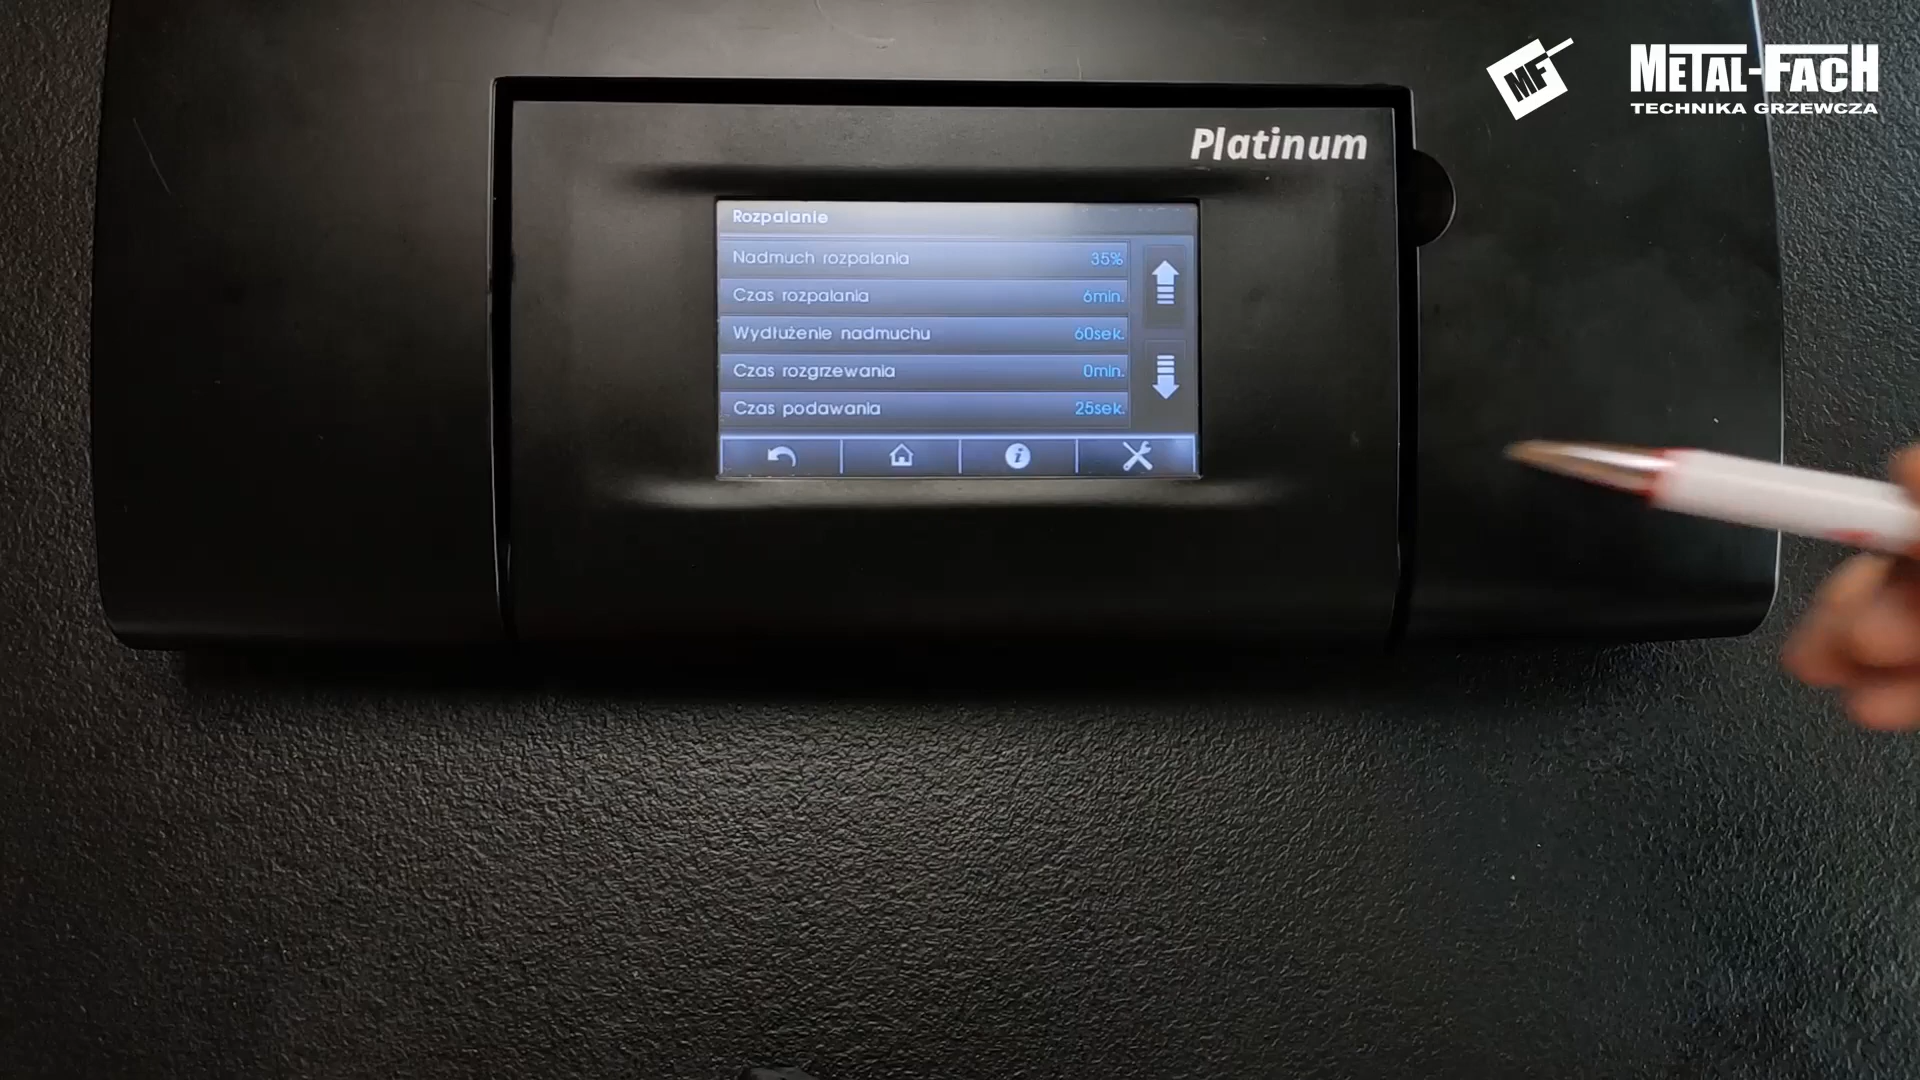 MF
METAL-FACH
TECHNIKA GRZEWCZA
Platinum
Rozpalanie
Nadmuch rozpalania 35%
Czas rozpalania 6min.
Wydłużenie nadmuchu 60sek.
Czas rozgrzewania 0min.
Czas podawania 25sek.
i